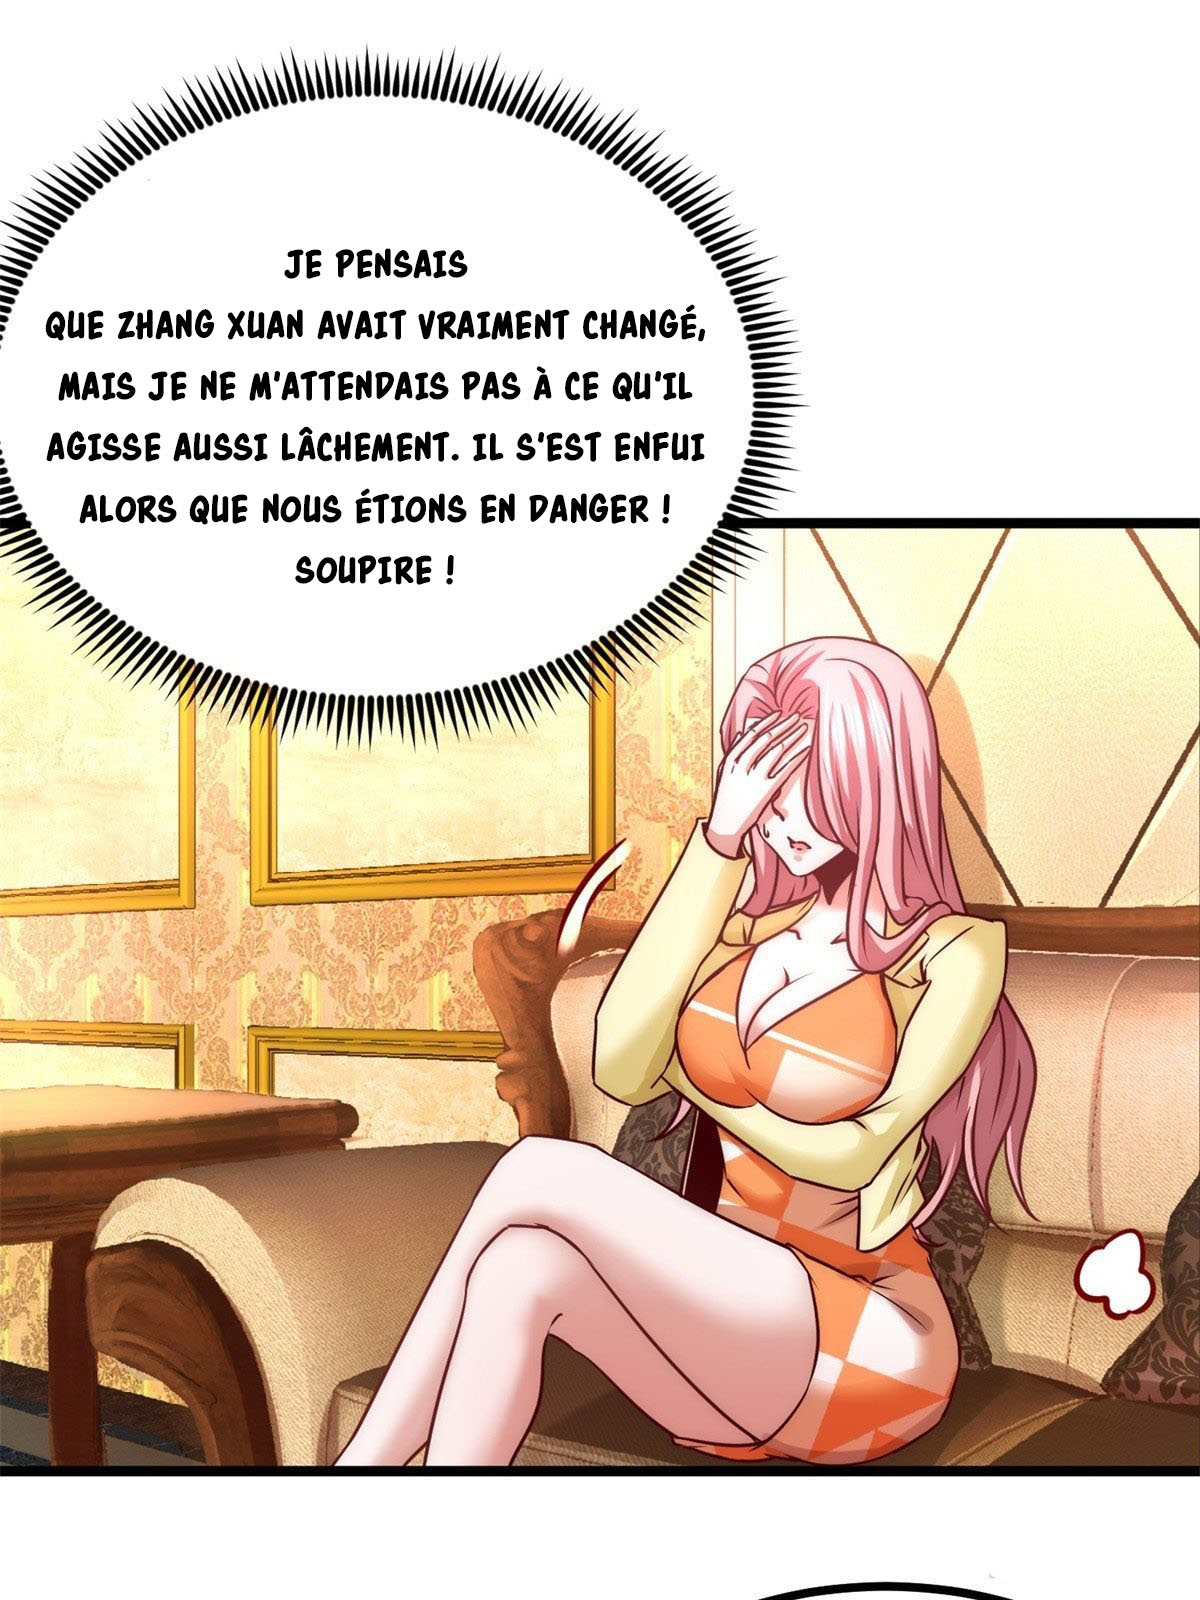 JE PENSAIS
QUE ZHANG XUAN AVAIT VRAIMENT CHANGÉ,
MAIS JE NE M'ATTENDAIS PAS À CE QU'IL
AGISSE AUSSI LÂCHEMENT. IL S'EST ENFUI
ALORS QUE NOUS ÉTIONS EN DANGER !
SOUPIRE !